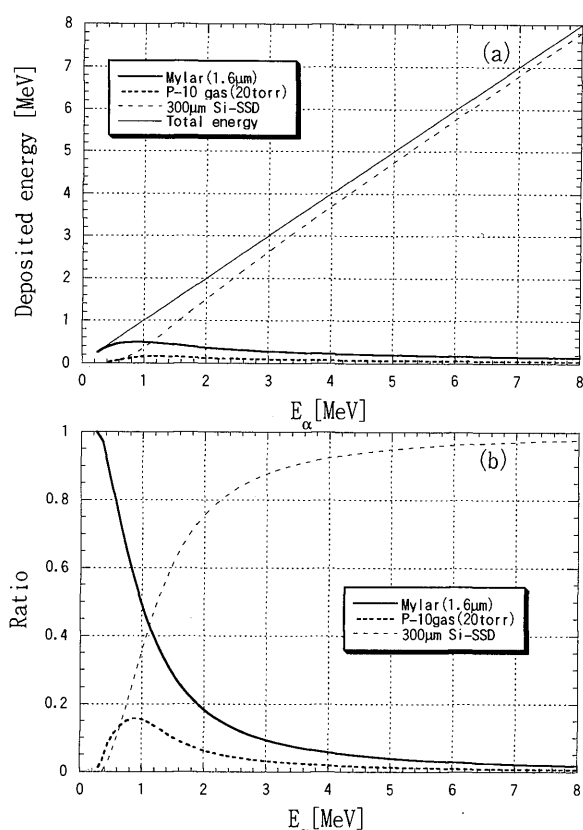 8
7
6
5
4
3
2
1
0
Deposited energy [MeV]
(a)
Mylar(1.6μm)
P-10 gas(20torr)
300μm Si-SSD
Total energy
0 1 2 3 4 5 6 7 8
E_α[MeV]
1
0.8
0.6
0.4
0.2
0
Ratio
(b)
Mylar(1.6μm)
P-10gas(20torr)
300μm Si-SSD
0 1 2 3 4 5 6 7 8
E [MeV]